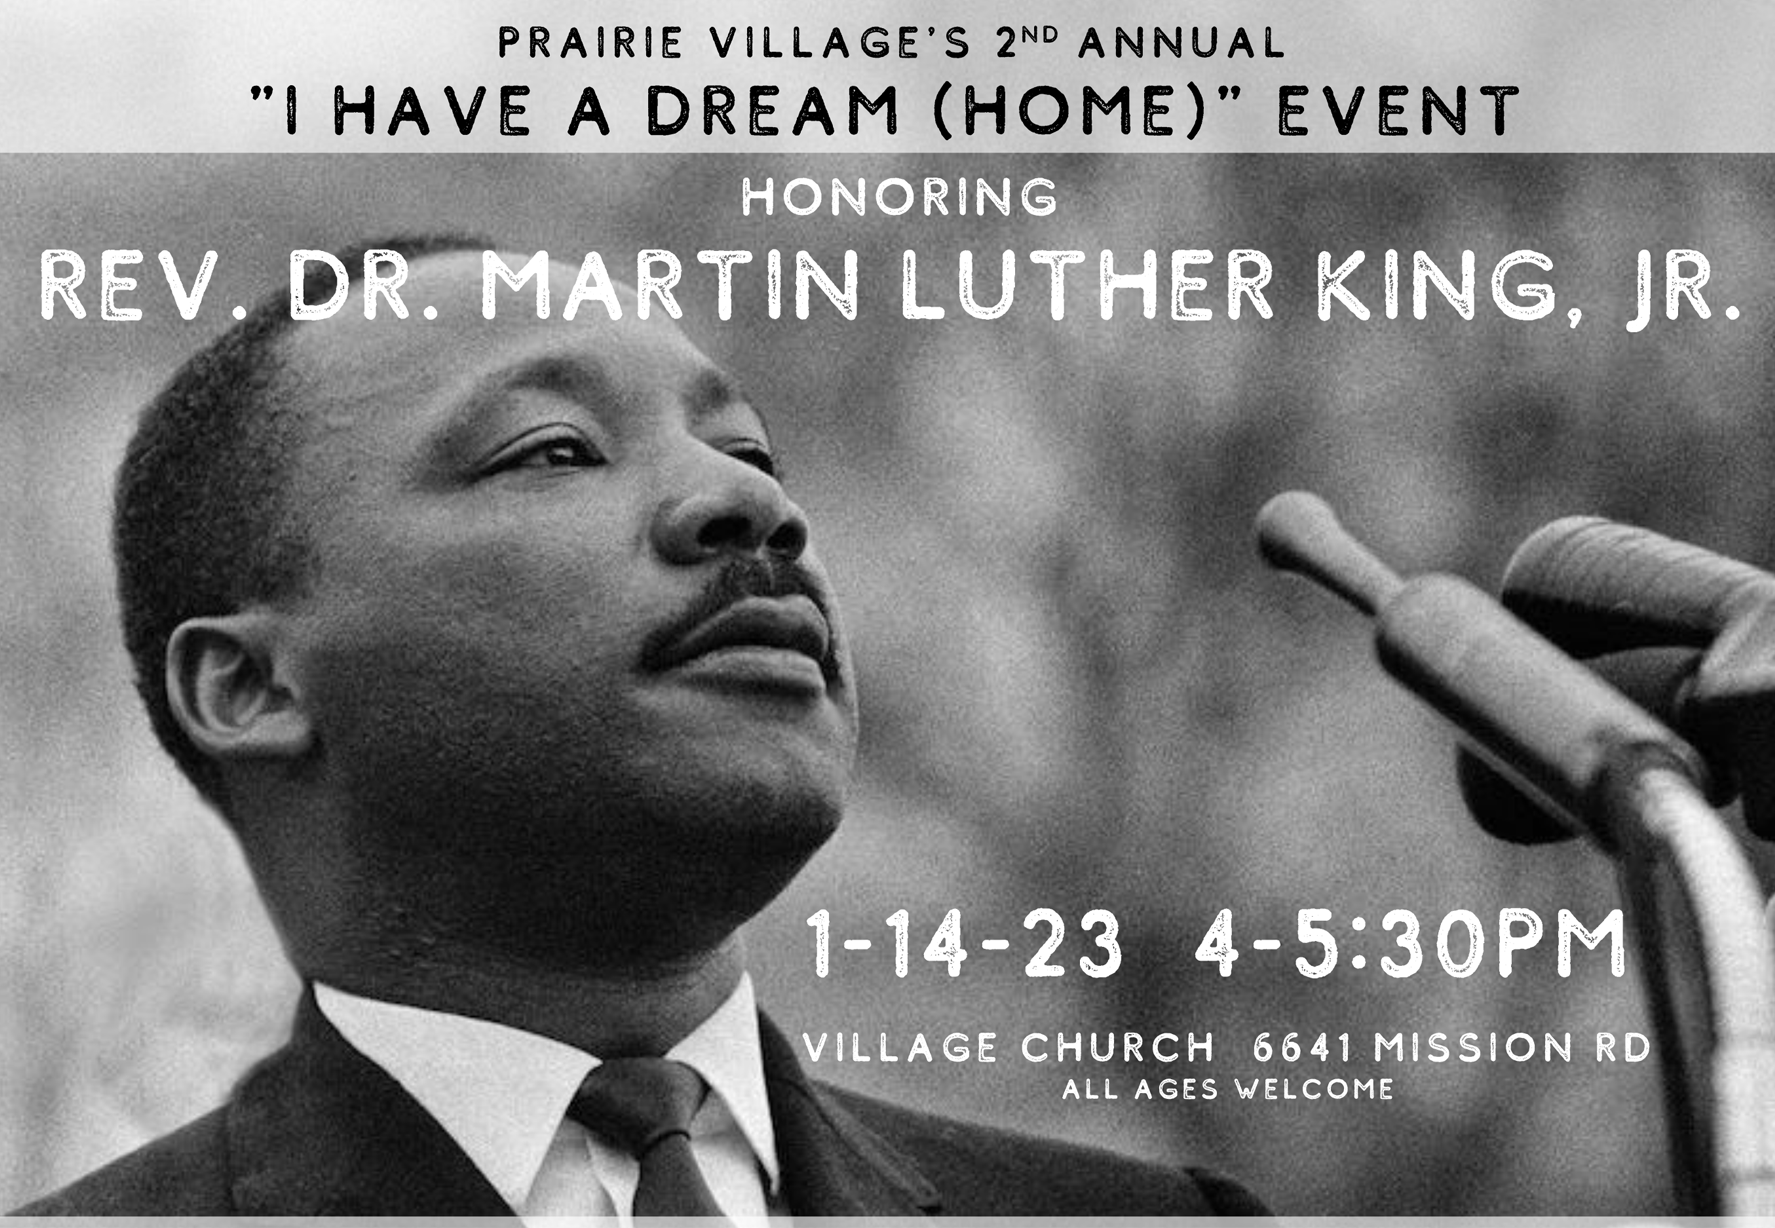 PRAIRIE VILLAGE'S 2ND ANNUAL
"I HAVE A DREAM (HOME)" EVENT
HONORING
REV. DR. MARTIN LUTHER KING, JR.
1-14-23 4-5:30PM
VILLAGE CHURCH 6641 MISSION RD
ALL AGES WELCOME